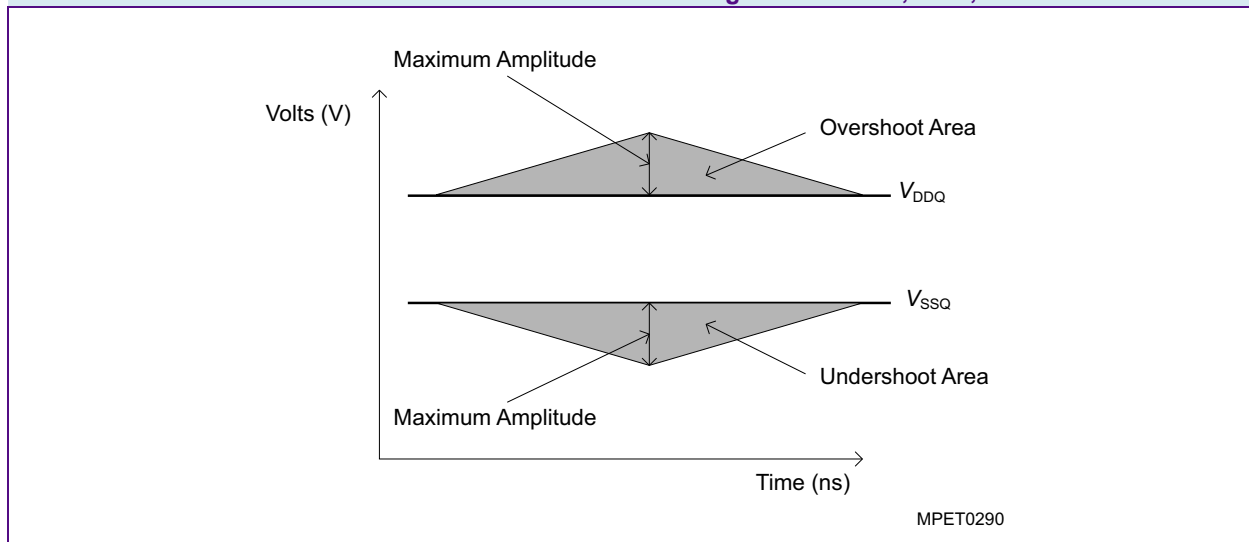 Maximum Amplitude
Volts (V)
Overshoot Area
VDDQ
VSSQ
Undershoot Area
Maximum Amplitude
Time (ns)
MPET0290